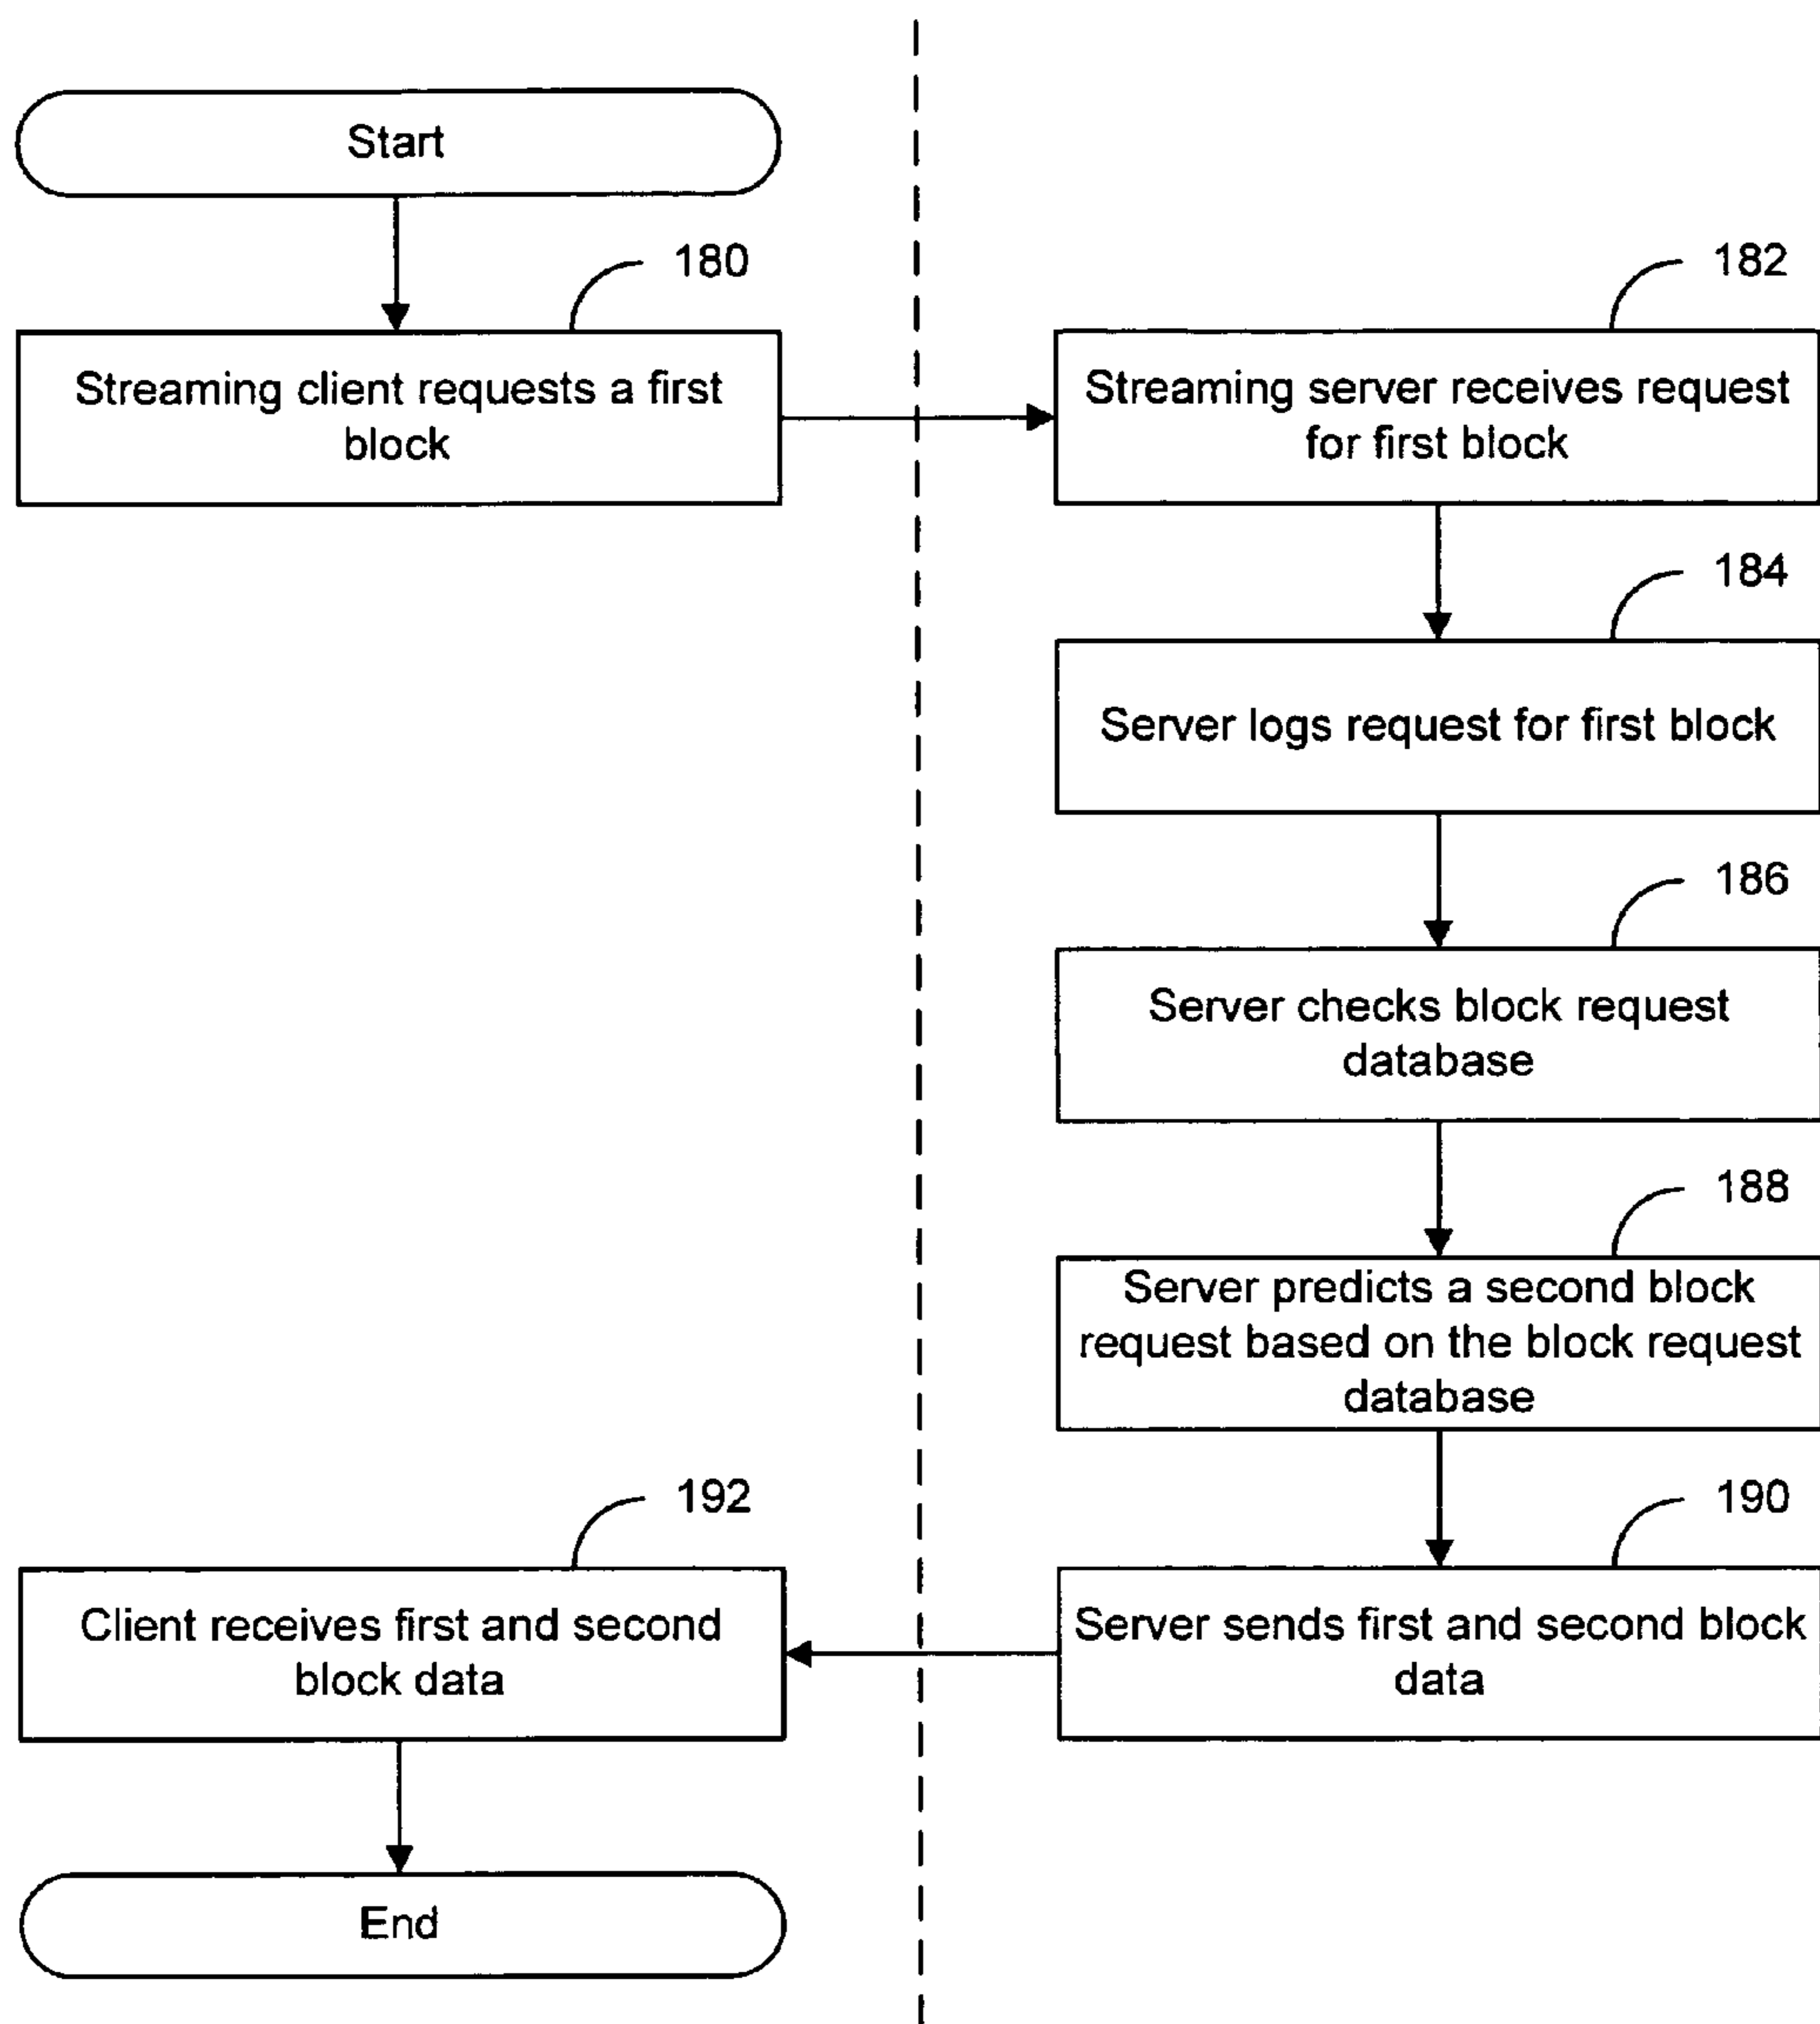 Start
180
Streaming client requests a first
block
182
Streaming server receives request
for first block
184
Server logs request for first block
186
Server checks block request
database
188
Server predicts a second block
request based on the block request
database
190
Server sends first and second block
data
192
Client receives first and second
block data
End